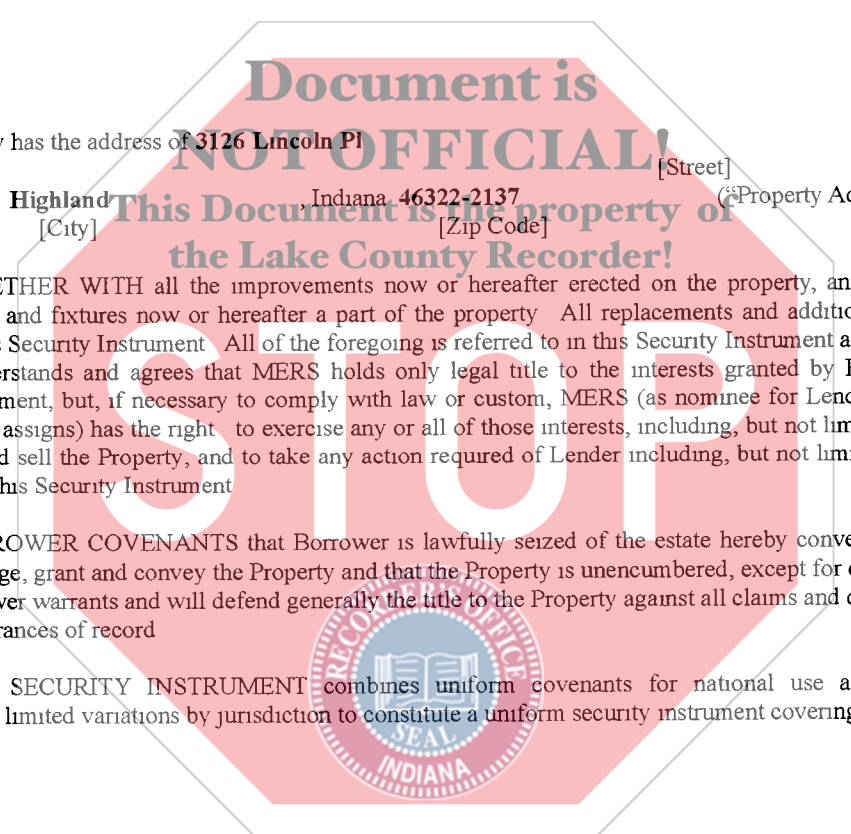 Document is
y has the address of 3126 Lincoln Pl
NOT OFFICIAL!
[Street]
Highland , Indiana 46322-2137 ("Property Ad
This Document is the property of
[City] [Zip Code]
the Lake County Recorder!
ETHER WITH all the improvements now or hereafter erected on the property, an
and fixtures now or hereafter a part of the property All replacements and additio
s Security Instrument All of the foregoing is referred to in this Security Instrument a
erstands and agrees that MERS holds only legal title to the interests granted by
ment, but, if necessary to comply with law or custom, MERS (as nominee for Lend
assigns) has the right to exercise any or all of those interests, including, but not lim
d sell the Property, and to take any action required of Lender including, but not limi
his Security Instrument
STOP
ROWER COVENANTS that Borrower is lawfully seized of the estate hereby conve
ge, grant and convey the Property and that the Property is unencumbered, except for
wer warrants and will defend generally the title to the Property against all claims and
rances of record
RECORDER'S OFFICE
SECURITY INSTRUMENT combines uniform covenants for national use a
limited variations by jurisdiction to constitute a uniform security instrument covering
SEAL
INDIANA